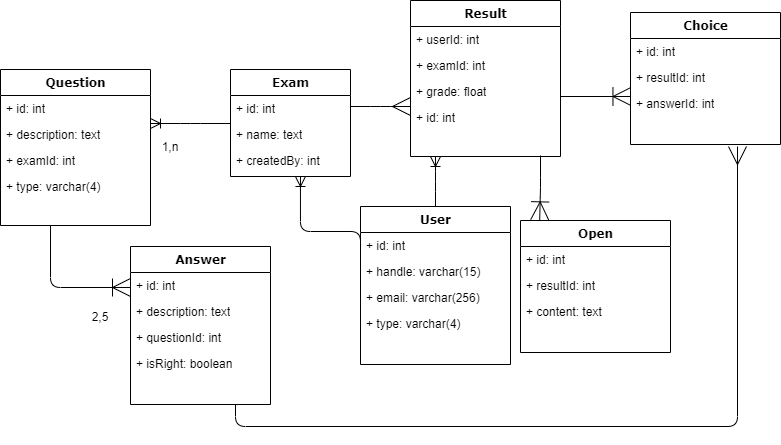 Result
+ userId: int
+ examId: int
+ grade: float
+ id: int
Choice
+ id: int
+ resultId: int
+ answerId: int
Question
+ id: int
+ description: text
+ examId: int
+ type: varchar(4)
1,n
Exam
+ id: int
+ name: text
+ createdBy: int
User
+ id: int
+ handle: varchar(15)
+ email: varchar(256)
+ type: varchar(4)
Open
+ id: int
+ resultId: int
+ content: text
Answer
+ id: int
+ description: text
+ questionId: int
+ isRight: boolean
2,5